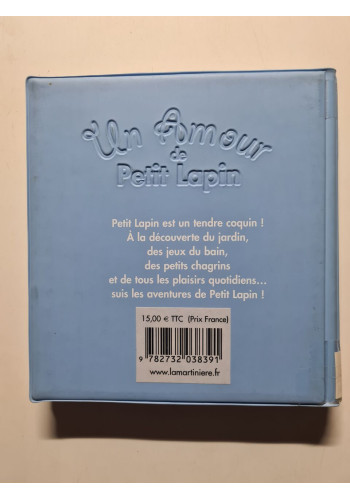 Un Amour
de
Petit Lapin
Petit Lapin est un tendre coquin !
À la découverte du jardin,
des jeux du bain,
des petits chagrins
et de tous les plaisirs quotidiens...
suis les aventures de Petit Lapin !
15,00 € TTC (Prix France)
9 782732 038391
www.lamartiniere.fr